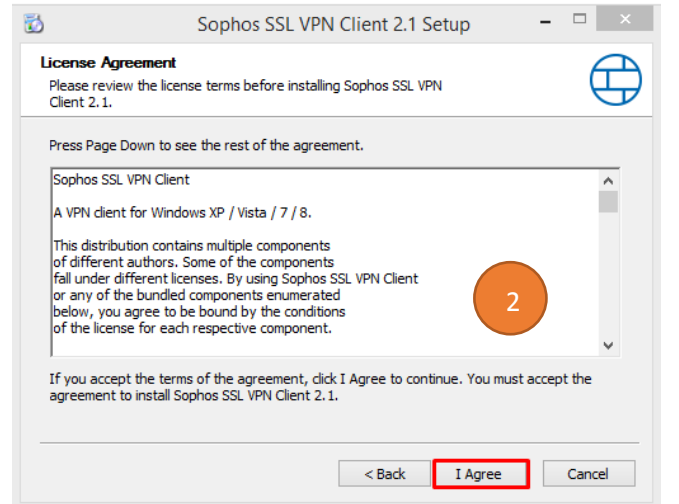 Sophos SSL VPN Client 2.1 Setup
License Agreement
Please review the license terms before installing Sophos SSL VPN
Client 2.1.
Press Page Down to see the rest of the agreement.
Sophos SSL VPN Client
A VPN client for Windows XP / Vista / 7 / 8.
This distribution contains multiple components
of different authors. Some of the components
fall under different licenses. By using Sophos SSL VPN Client
or any of the bundled components enumerated
below, you agree to be bound by the conditions
of the license for each respective component.
2
If you accept the terms of the agreement, click I Agree to continue. You must accept the
agreement to install Sophos SSL VPN Client 2.1.
< Back I Agree Cancel